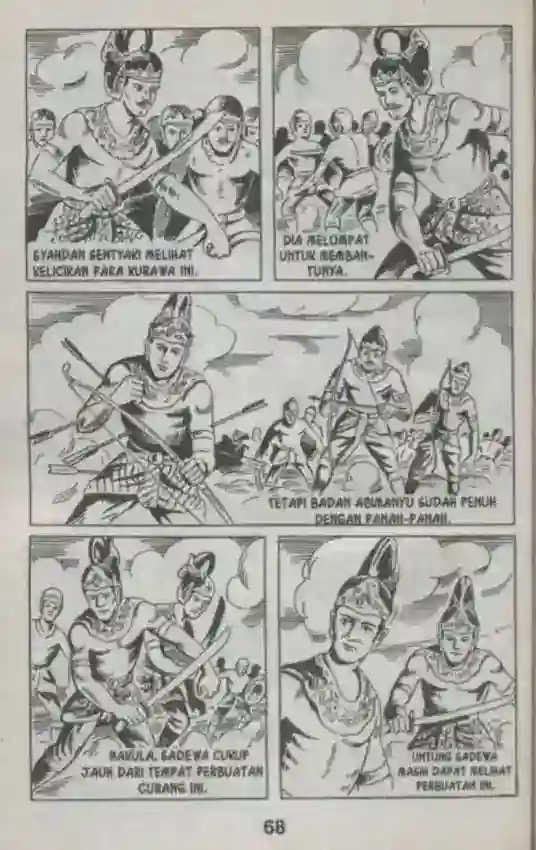 SYAHDAN SENTYAKI MELIHAT
KELICIKAN PARA KURAWA INI.
DIA MELOMPAT
UNTUK MEMBAN-
TUNYA.
TETAPI BADAN ABIMANYU SUDAH PENUH
DENGAN PANAH-PANAH.
NAKULA, SADEWA CUKUP
JAUH DARI TEMPAT PERBUATAN
CURANG INI.
UNTUNG SADEWA
MASIH DAPAT MELIHAT
PERBUATAN INI.
68